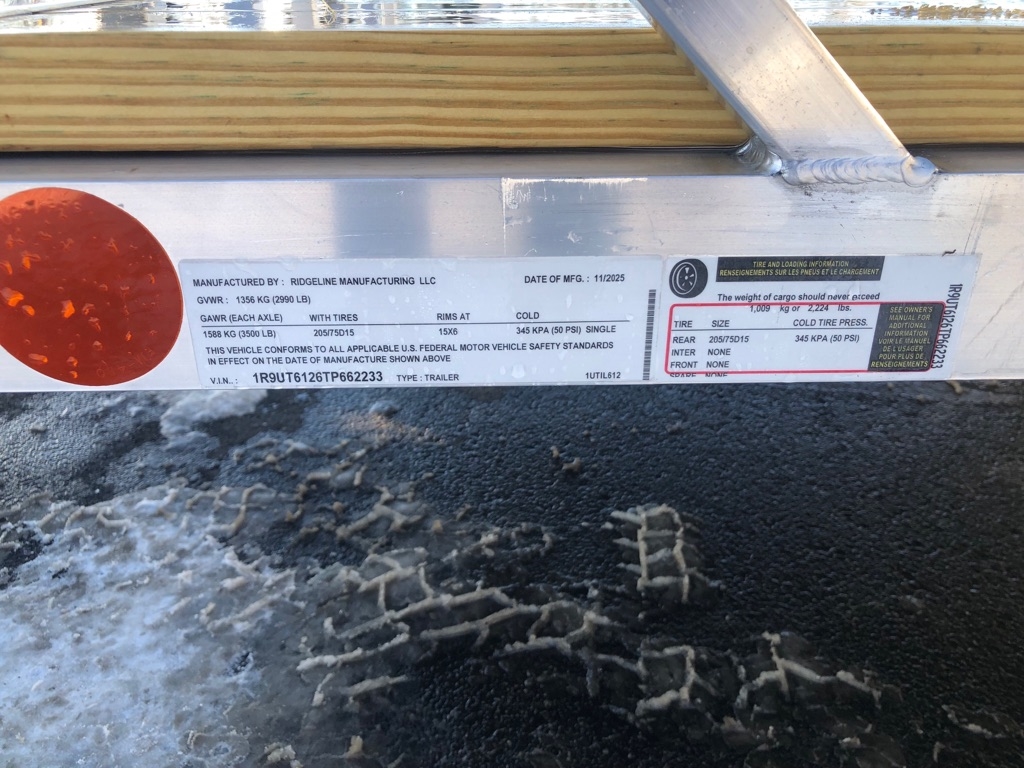 MANUFACTURED BY : RIDGELINE MANUFACTURING LLC DATE OF MFG. : 11/2025
GVWR : 1356 KG (2990 LB)
GAWR (EACH AXLE) WITH TIRES RIMS AT COLD
1588 KG (3500 LB) 205/75D15 15X6 345 KPA (50 PSI) SINGLE
THIS VEHICLE CONFORMS TO ALL APPLICABLE U.S. FEDERAL MOTOR VEHICLE SAFETY STANDARDS
IN EFFECT ON THE DATE OF MANUFACTURE SHOWN ABOVE
V.I.N.. : 1R9UT6126TP662233 TYPE : TRAILER 1UTIL612
TIRE AND LOADING INFORMATION
RENSEIGNEMENTS SUR LES PNEUS ET LE CHARGEMENT
The weight of cargo should never exceed
1,009 kg or 2,224 lbs.
TIRE SIZE COLD TIRE PRESS.
REAR 205/75D15 345 KPA (50 PSI)
INTER NONE
FRONT NONE
SPARE NONE
SEE OWNER'S
MANUAL FOR
ADDITIONAL
INFORMATION
VOIR LE MANUEL
DE L'USAGER
POUR PLUS DE
RENSEIGNEMENTS
1R9UT6126TP662233